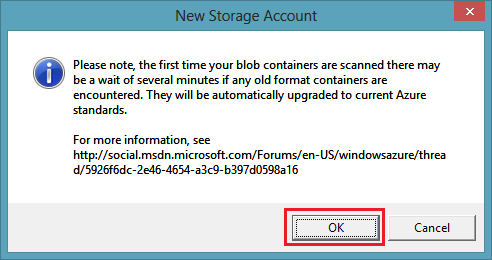 New Storage Account
Please note, the first time your blob containers are scanned there may
be a wait of several minutes if any old format containers are
encountered. They will be automatically upgraded to current Azure
standards.
For more information, see
http://social.msdn.microsoft.com/Forums/en-US/windowsazure/threa
d/5926f6dc-2e46-4654-a3c9-b397d0598a16
OK
Cancel